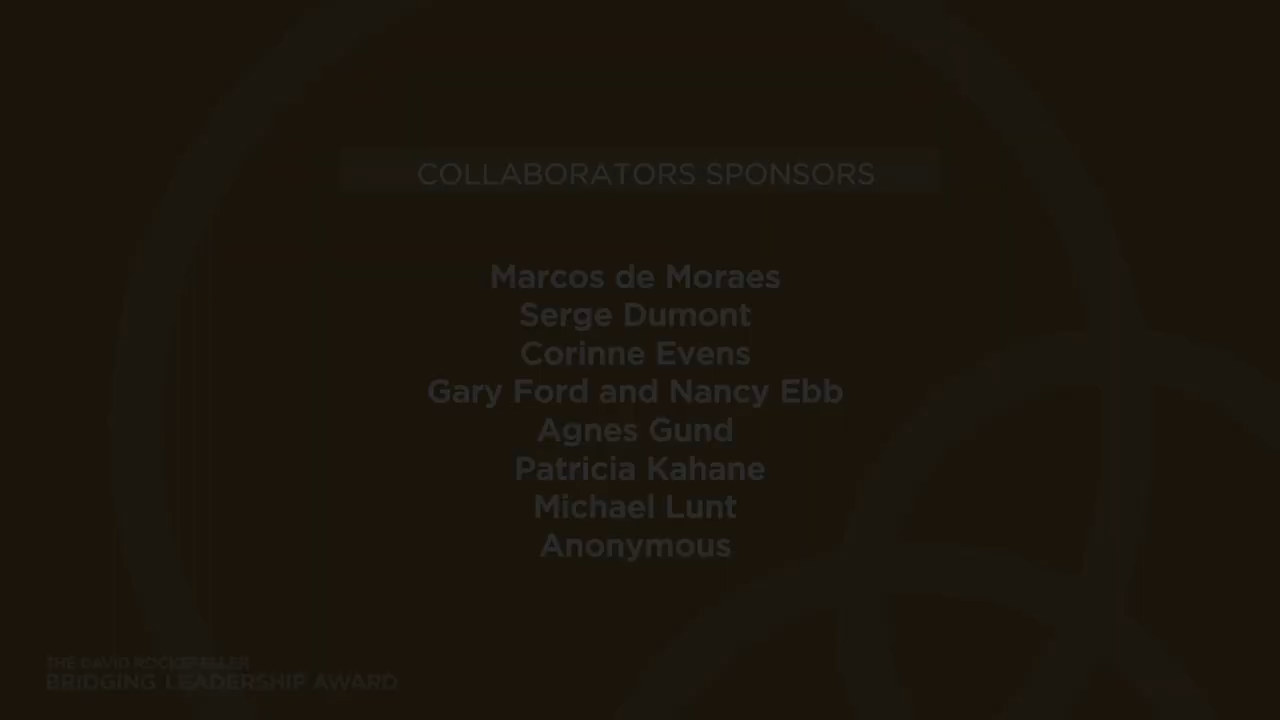 COLLABORATORS SPONSORS
Marcos de Moraes
Serge Dumont
Corinne Evens
Gary Ford and Nancy Ebb
Agnes Gund
Patricia Kahane
Michael Lunt
Anonymous
THE DAVID ROCKEFELLER
BRIDGING LEADERSHIP AWARD